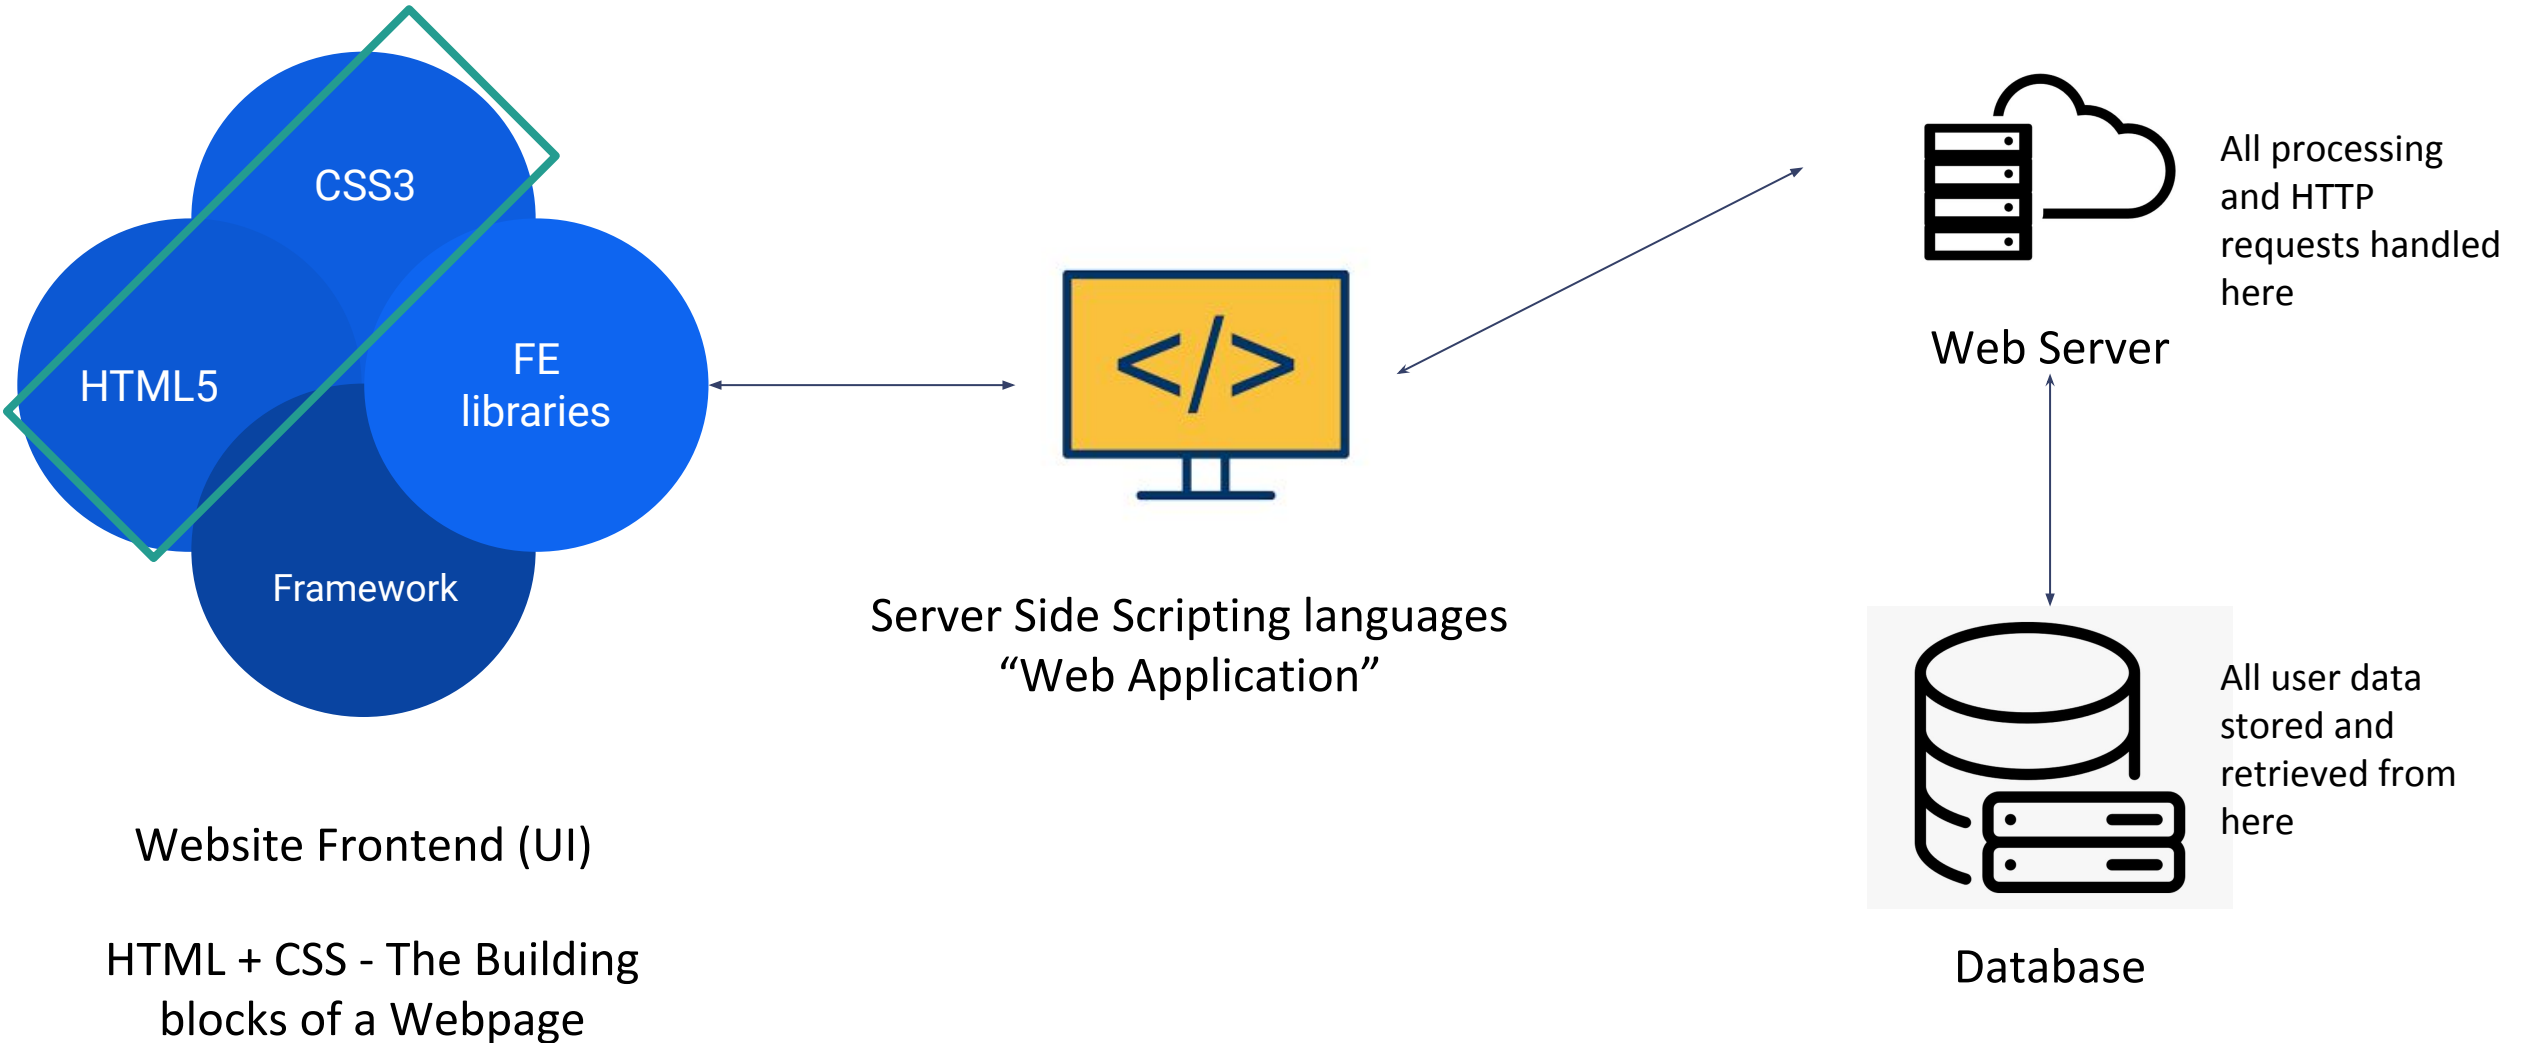 CSS3
HTML5
FE
libraries
Framework
Website Frontend (UI)
HTML + CSS - The Building
blocks of a Webpage
</>
Server Side Scripting languages
“Web Application”
All processing
and HTTP
requests handled
here
Web Server
All user data
stored and
retrieved from
here
Database